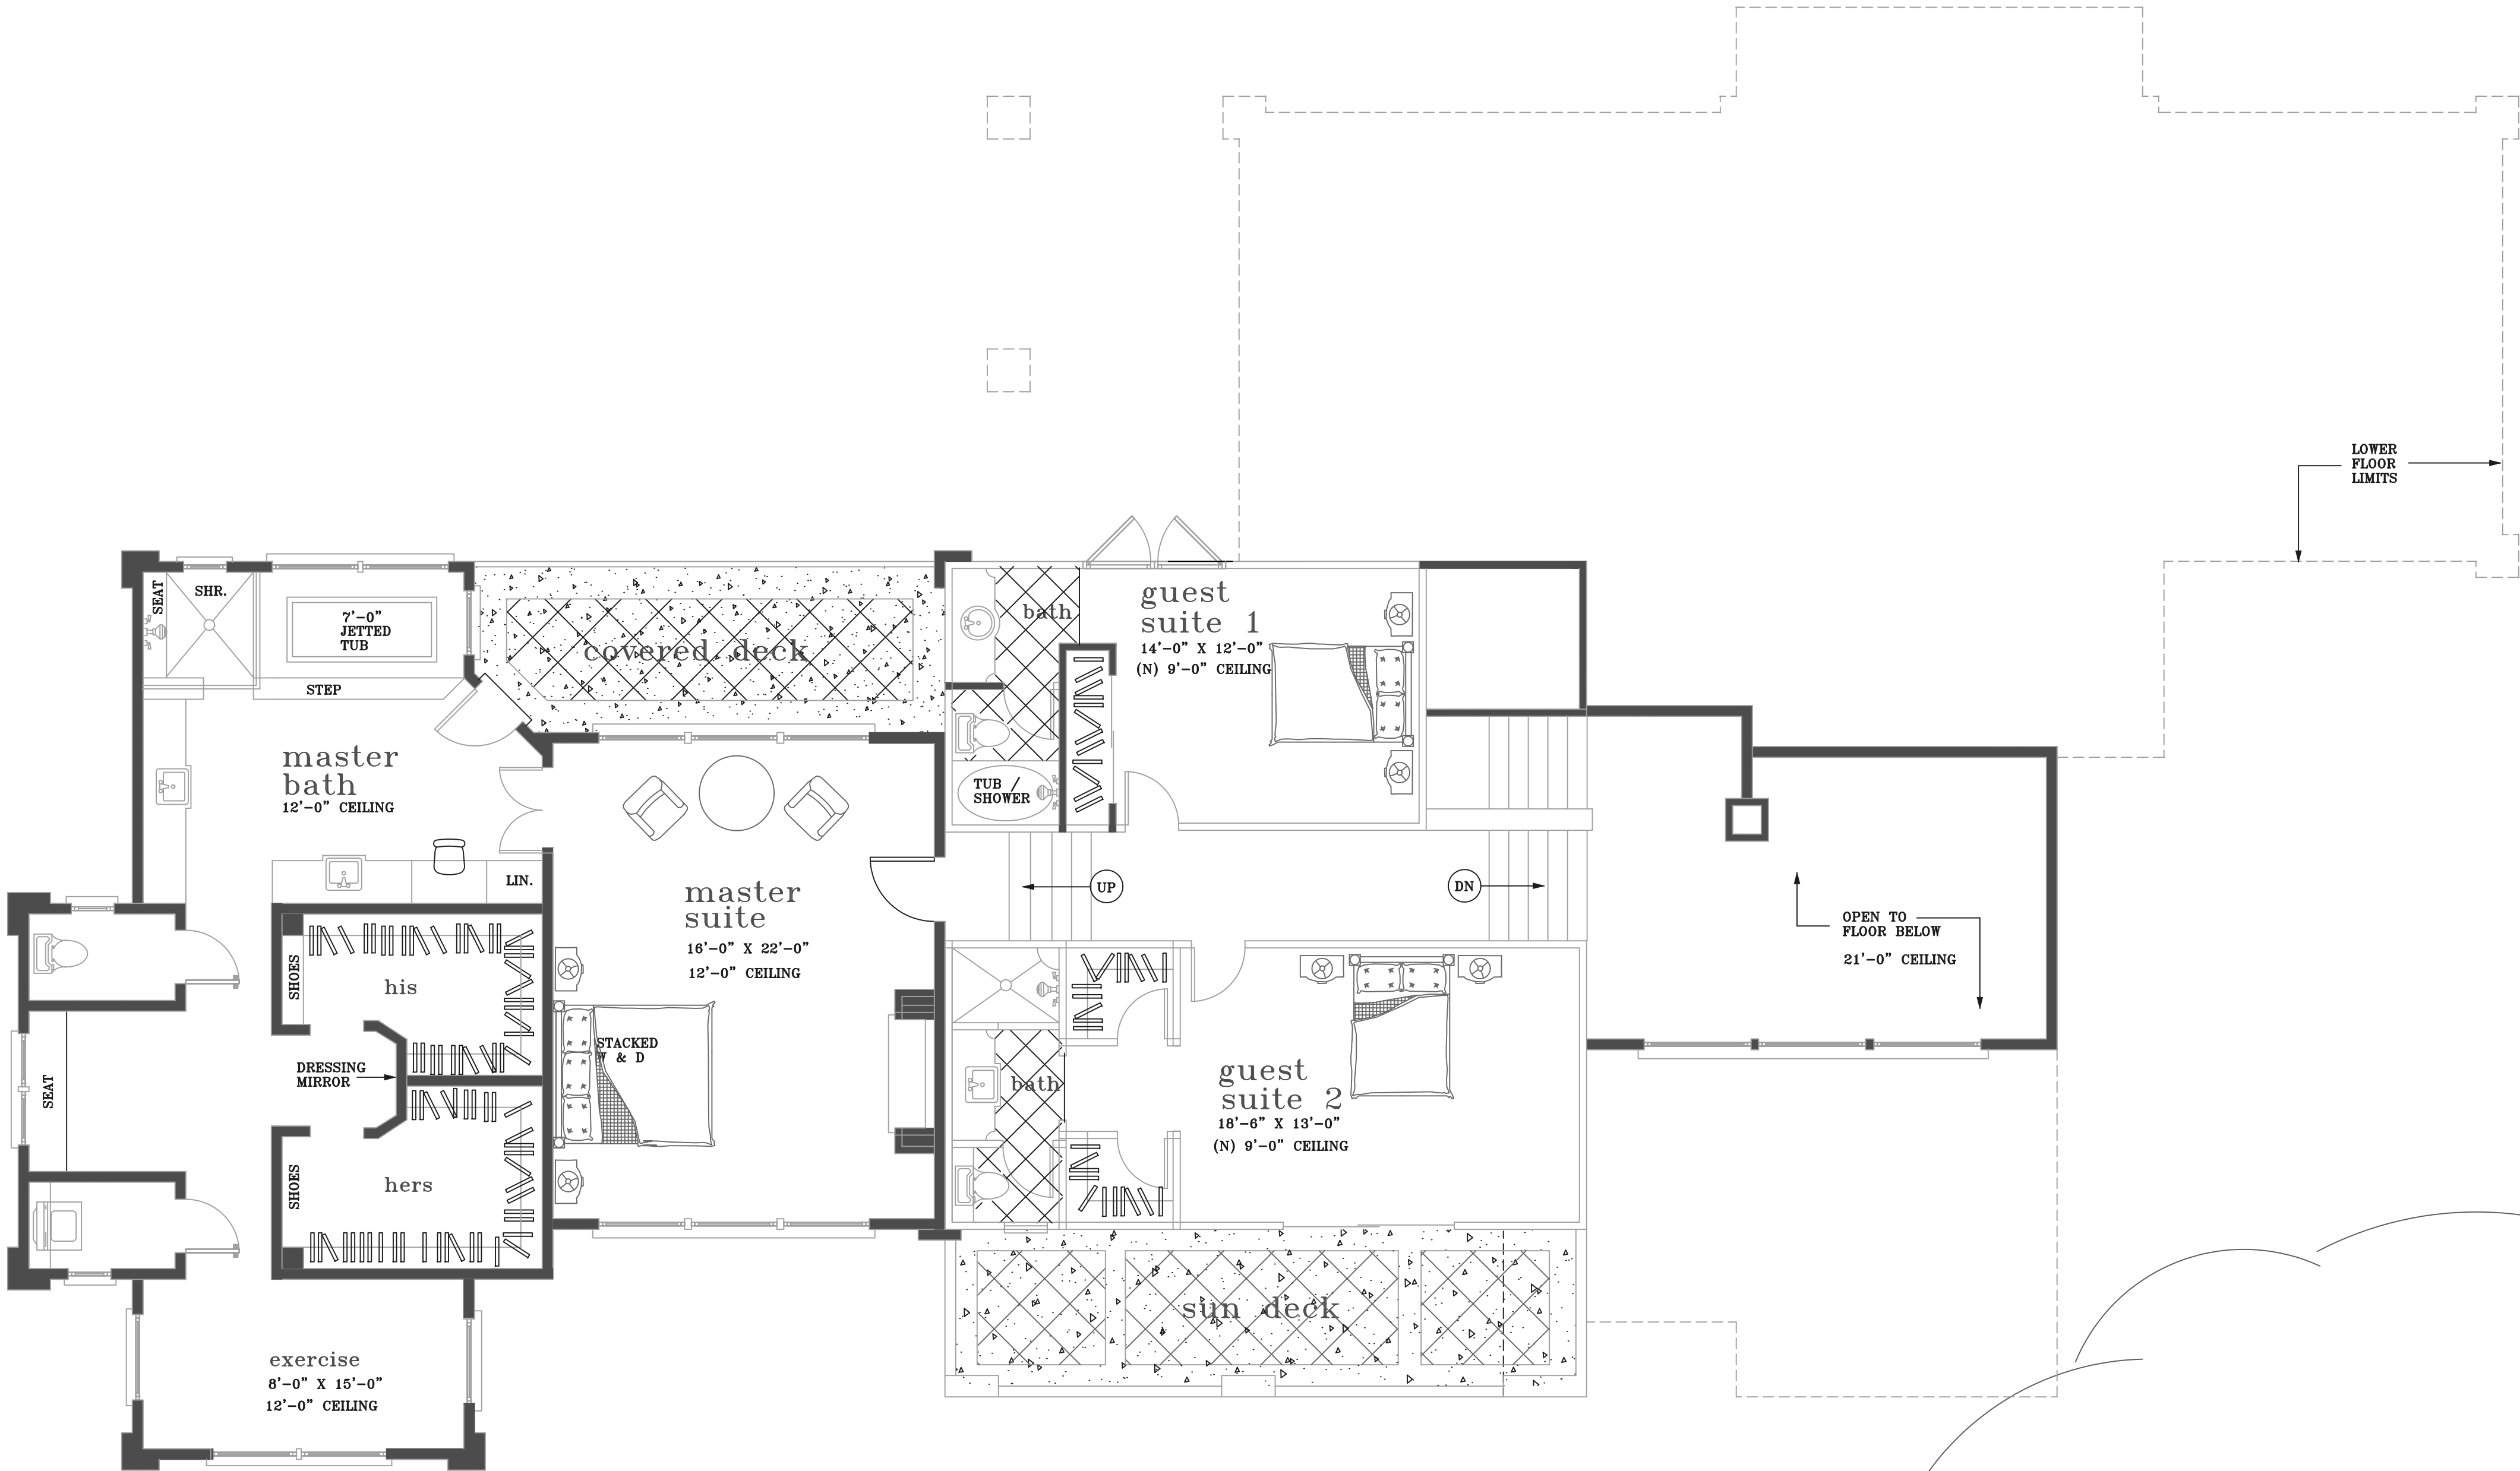 LOWER
FLOOR
LIMITS
SEAT
SHR.
7'-0"
JETTED
TUB
STEP
covered deck
bath
guest
suite 1
14'-0" X 12'-0"
(N) 9'-0" CEILING
master
bath
12'-0" CEILING
TUB /
SHOWER
LIN.
master
suite
16'-0" X 22'-0"
12'-0" CEILING
UP
DN
OPEN TO
FLOOR BELOW
21'-0" CEILING
SHOES
his
STACKED
W & D
DRESSING
MIRROR
SEAT
bath
guest
suite 2
18'-6" X 13'-0"
(N) 9'-0" CEILING
SHOES
hers
sun deck
exercise
8'-0" X 15'-0"
12'-0" CEILING